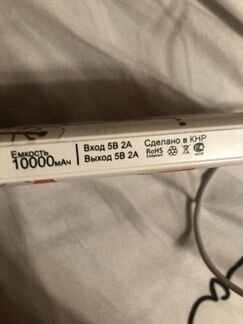 Емкость
10000мАч
Вход 5В 2А
Выход 5В 2А
Сделано в КНР
RoHS